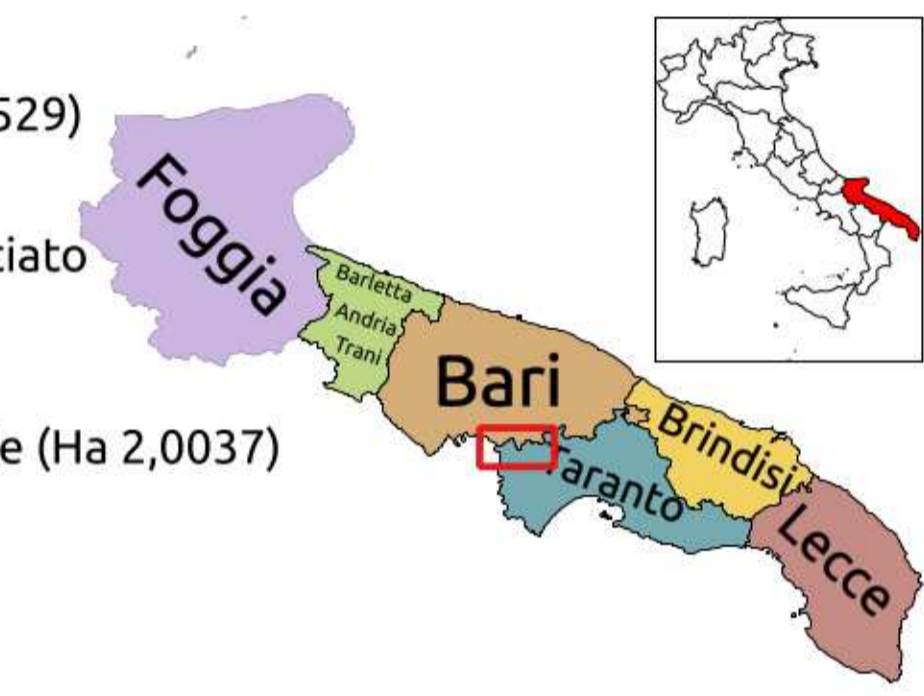 529)
Foggia
ciato
Barletta
Andria
Trani
Bari
Brindisi
e (Ha 2,0037)
Taranto
Lecce